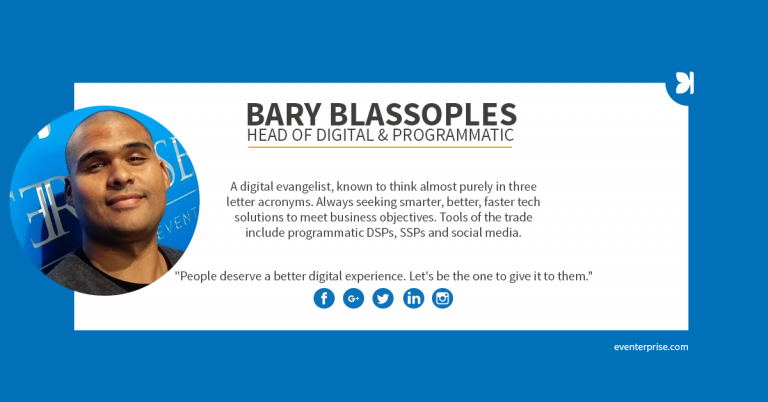 BARY BLASSOPLES
HEAD OF DIGITAL & PROGRAMMATIC
A digital evangelist, known to think almost purely in three
letter acronyms. Always seeking smarter, better, faster tech
solutions to meet business objectives. Tools of the trade
include programmatic DSPs, SSPs and social media.
"People deserve a better digital experience. Let's be the one to give it to them."
eventerprise.com